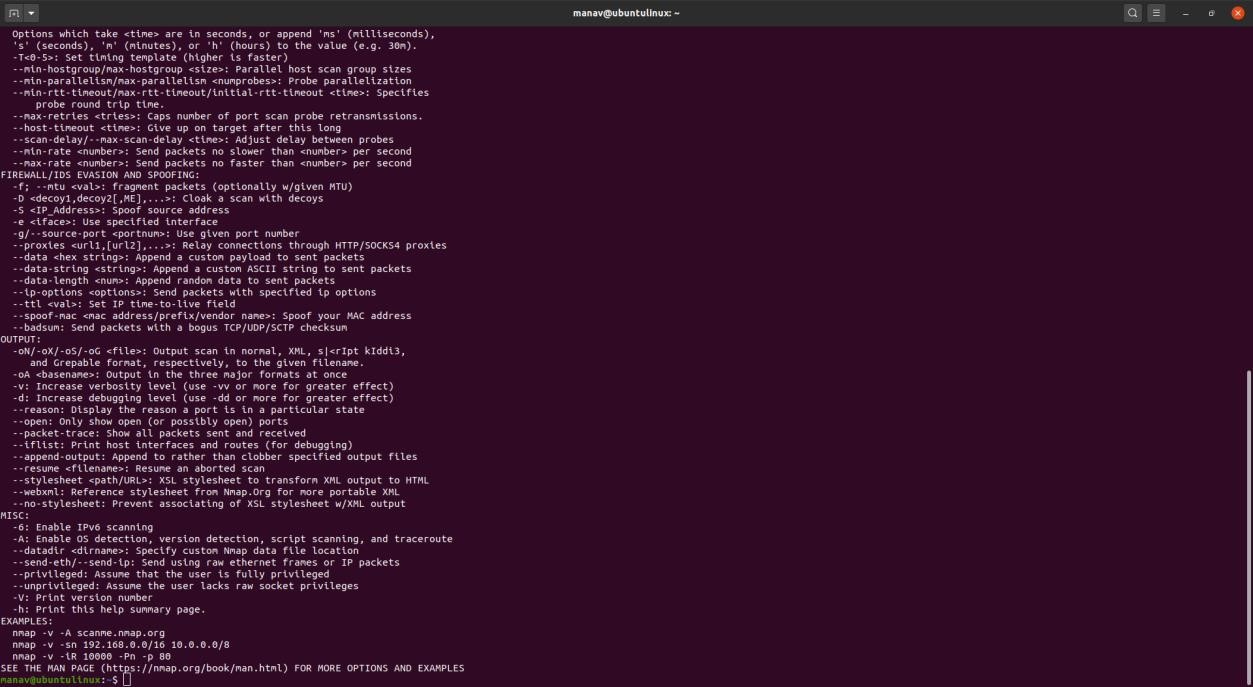 manav@ubuntulinux: ~
  Options which take <time> are in seconds, or append 'ms' (milliseconds),
  's' (seconds), 'm' (minutes), or 'h' (hours) to the value (e.g. 30m).
  -T<0-5>: Set timing template (higher is faster)
  --min-hostgroup/max-hostgroup <size>: Parallel host scan group sizes
  --min-parallelism/max-parallelism <numprobes>: Probe parallelization
  --min-rtt-timeout/max-rtt-timeout/initial-rtt-timeout <time>: Specifies
      probe round trip time.
  --max-retries <tries>: Caps number of port scan probe retransmissions.
  --host-timeout <time>: Give up on target after this long
  --scan-delay/--max-scan-delay <time>: Adjust delay between probes
  --min-rate <number>: Send packets no slower than <number> per second
  --max-rate <number>: Send packets no faster than <number> per second
FIREWALL/IDS EVASION AND SPOOFING:
  -f; --mtu <val>: fragment packets (optionally w/given MTU)
  -D <decoy1,decoy2[,ME],...>: Cloak a scan with decoys
  -S <IP_Address>: Spoof source address
  -e <iface>: Use specified interface
  -g/--source-port <portnum>: Use given port number
  --proxies <url1,[url2],...>: Relay connections through HTTP/SOCKS4 proxies
  --data <hex string>: Append a custom payload to sent packets
  --data-string <string>: Append a custom ASCII string to sent packets
  --data-length <num>: Append random data to sent packets
  --ip-options <options>: Send packets with specified ip options
  --ttl <val>: Set IP time-to-live field
  --spoof-mac <mac address/prefix/vendor name>: Spoof your MAC address
  --badsum: Send packets with a bogus TCP/UDP/SCTP checksum
OUTPUT:
  -oN/-oX/-oS/-oG <file>: Output scan in normal, XML, s|<rIpt kIddi3,
     and Grepable format, respectively, to the given filename.
  -oA <basename>: Output in the three major formats at once
  -v: Increase verbosity level (use -vv or more for greater effect)
  -d: Increase debugging level (use -dd or more for greater effect)
  --reason: Display the reason a port is in a particular state
  --open: Only show open (or possibly open) ports
  --packet-trace: Show all packets sent and received
  --iflist: Print host interfaces and routes (for debugging)
  --append-output: Append to rather than clobber specified output files
  --resume <filename>: Resume an aborted scan
  --stylesheet <path/URL>: XSL stylesheet to transform XML output to HTML
  --webxml: Reference stylesheet from Nmap.Org for more portable XML
  --no-stylesheet: Prevent associating of XSL stylesheet w/XML output
MISC:
  -6: Enable IPv6 scanning
  -A: Enable OS detection, version detection, script scanning, and traceroute
  --datadir <dirname>: Specify custom Nmap data file location
  --send-eth/--send-ip: Send using raw ethernet frames or IP packets
  --privileged: Assume that the user is fully privileged
  --unprivileged: Assume the user lacks raw socket privileges
  -V: Print version number
  -h: Print this help summary page.
EXAMPLES:
  nmap -v -A scanme.nmap.org
  nmap -v -sn 192.168.0.0/16 10.0.0.0/8
  nmap -v -iR 10000 -Pn -p 80
SEE THE MAN PAGE (https://nmap.org/book/man.html) FOR MORE OPTIONS AND EXAMPLES
manav@ubuntulinux:~$